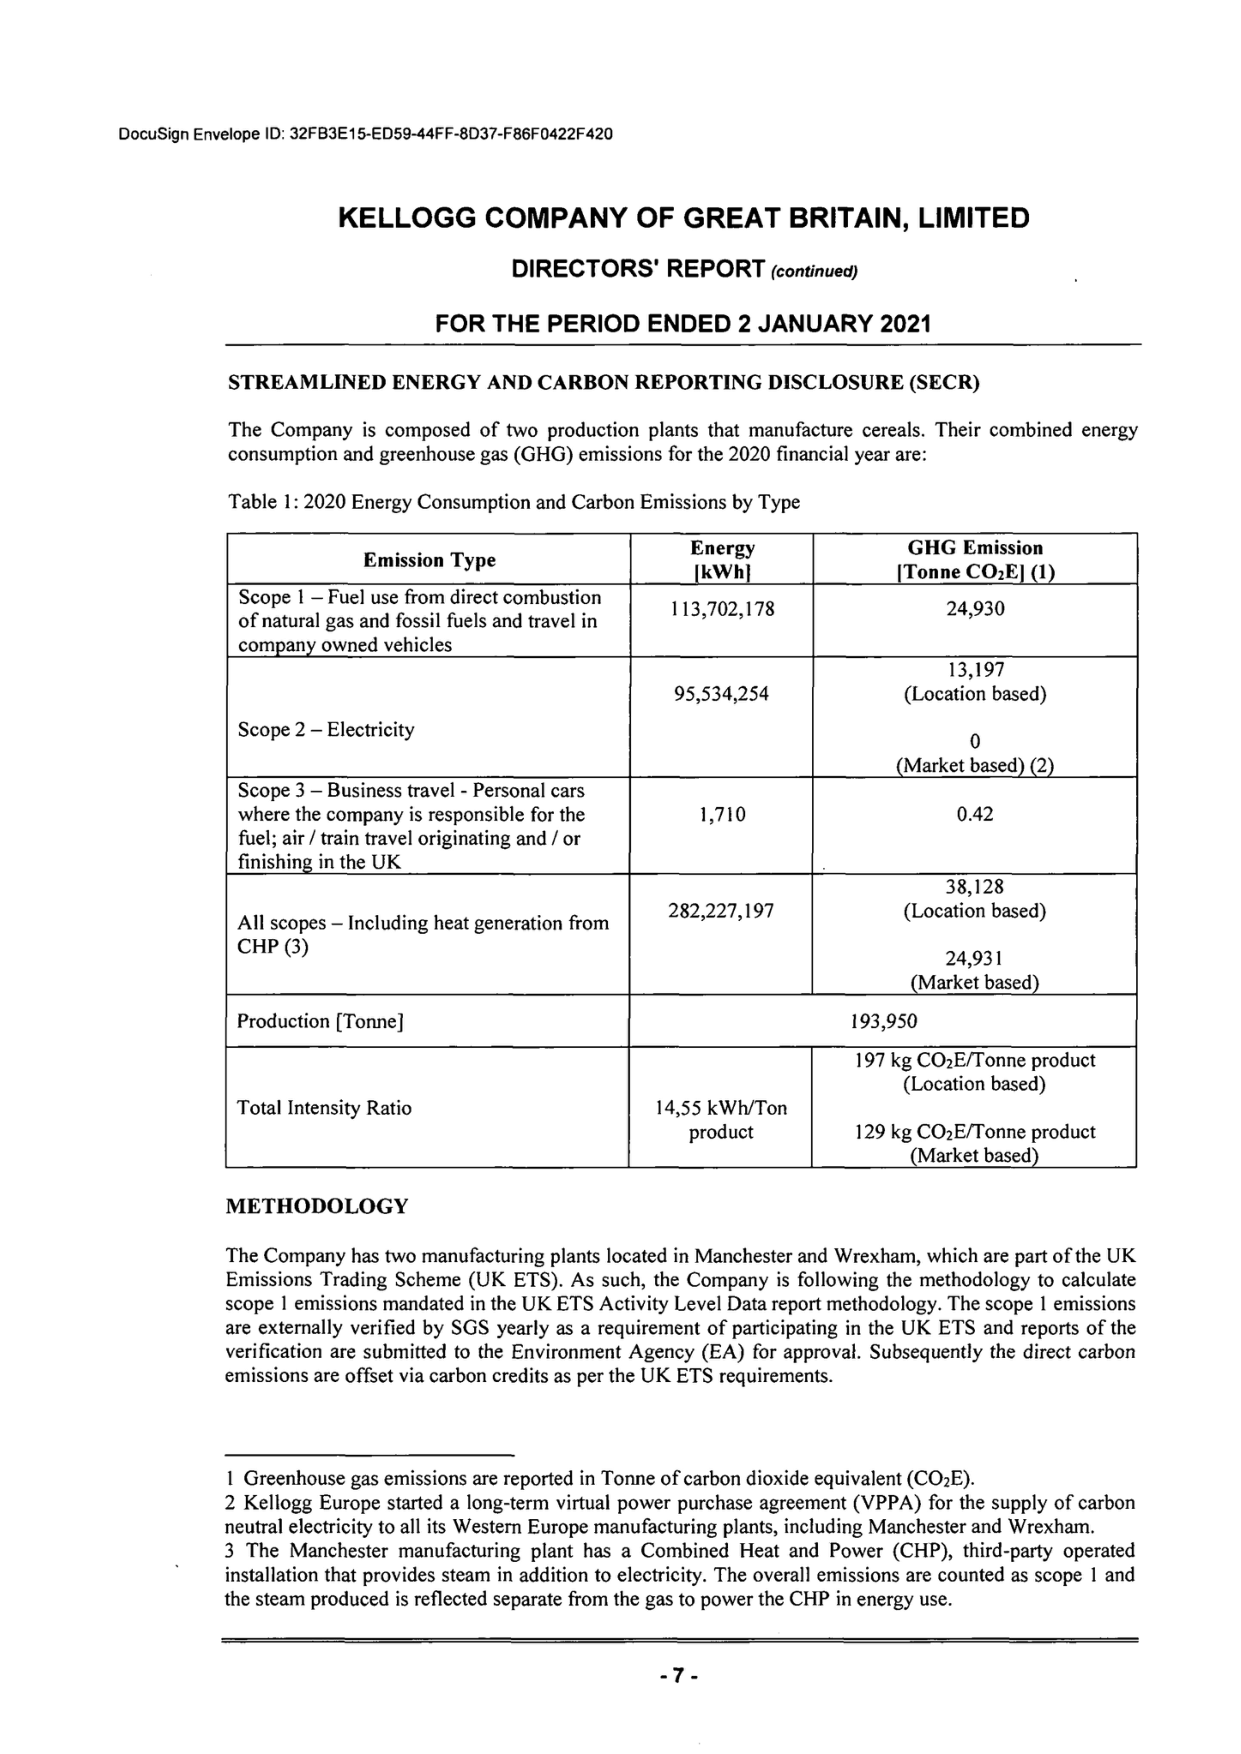 DocuSign Envelope ID: 32FB3E15-ED59-44FF-8D37-F86F0422F420
KELLOGG COMPANY OF GREAT BRITAIN, LIMITED
DIRECTORS' REPORT (continued)
FOR THE PERIOD ENDED 2 JANUARY 2021
STREAMLINED ENERGY AND CARBON REPORTING DISCLOSURE (SECR)
The Company is composed of two production plants that manufacture cereals. Their combined energy
consumption and greenhouse gas (GHG) emissions for the 2020 financial year are:
Table 1: 2020 Energy Consumption and Carbon Emissions by Type
Emission Type
Energy
[kWh]
GHG Emission
[Tonne CO₂E] (1)
Scope 1 – Fuel use from direct combustion
of natural gas and fossil fuels and travel in
company owned vehicles
113,702,178
24,930
Scope 2 – Electricity
95,534,254
13,197
(Location based)
0
(Market based) (2)
Scope 3 – Business travel - Personal cars
where the company is responsible for the
fuel; air / train travel originating and / or
finishing in the UK
1,710
0.42
All scopes – Including heat generation from
CHP (3)
282,227,197
38,128
(Location based)
24,931
(Market based)
Production [Tonne]
193,950
Total Intensity Ratio
14,55 kWh/Ton
product
197 kg CO₂E/Tonne product
(Location based)
129 kg CO₂E/Tonne product
(Market based)
METHODOLOGY
The Company has two manufacturing plants located in Manchester and Wrexham, which are part of the UK
Emissions Trading Scheme (UK ETS). As such, the Company is following the methodology to calculate
scope 1 emissions mandated in the UK ETS Activity Level Data report methodology. The scope 1 emissions
are externally verified by SGS yearly as a requirement of participating in the UK ETS and reports of the
verification are submitted to the Environment Agency (EA) for approval. Subsequently the direct carbon
emissions are offset via carbon credits as per the UK ETS requirements.
1 Greenhouse gas emissions are reported in Tonne of carbon dioxide equivalent (CO₂E).
2 Kellogg Europe started a long-term virtual power purchase agreement (VPPA) for the supply of carbon
neutral electricity to all its Western Europe manufacturing plants, including Manchester and Wrexham.
3 The Manchester manufacturing plant has a Combined Heat and Power (CHP), third-party operated
installation that provides steam in addition to electricity. The overall emissions are counted as scope 1 and
the steam produced is reflected separate from the gas to power the CHP in energy use.
- 7 -